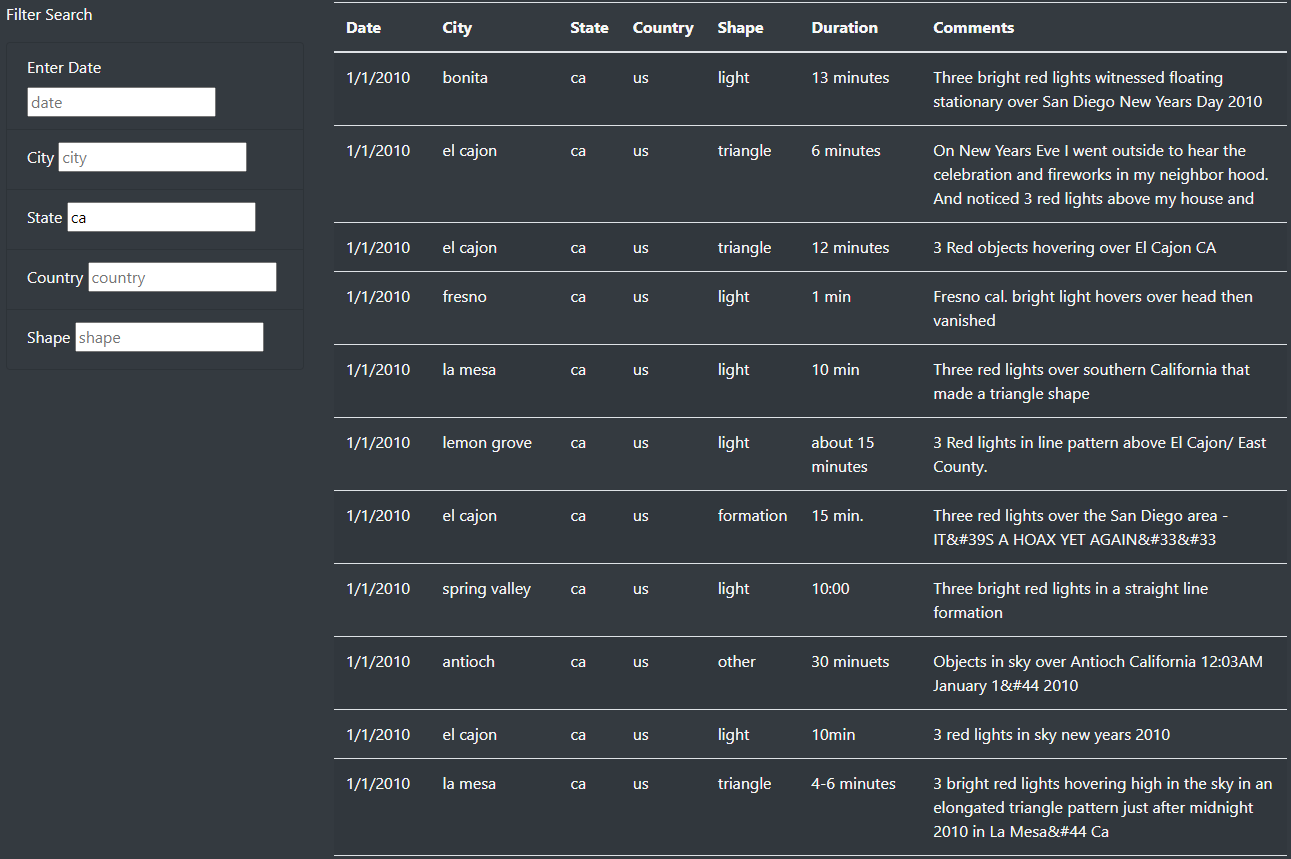 Filter Search
Enter Date
date
City city
State ca
Country country
Shape shape
Date City State Country Shape Duration Comments
1/1/2010 bonita ca us light 13 minutes Three bright red lights witnessed floating
stationary over San Diego New Years Day 2010
1/1/2010 el cajon ca us triangle 6 minutes On New Years Eve I went outside to hear the
celebration and fireworks in my neighbor hood.
And noticed 3 red lights above my house and
1/1/2010 el cajon ca us triangle 12 minutes 3 Red objects hovering over El Cajon CA
1/1/2010 fresno ca us light 1 min Fresno cal. bright light hovers over head then
vanished
1/1/2010 la mesa ca us light 10 min Three red lights over southern California that
made a triangle shape
1/1/2010 lemon grove ca us light about 15 3 Red lights in line pattern above El Cajon/ East
minutes County.
1/1/2010 el cajon ca us formation 15 min. Three red lights over the San Diego area -
IT&#39S A HOAX YET AGAIN&#33&#33
1/1/2010 spring valley ca us light 10:00 Three bright red lights in a straight line
formation
1/1/2010 antioch ca us other 30 minuets Objects in sky over Antioch California 12:03AM
January 1&#44 2010
1/1/2010 el cajon ca us light 10min 3 red lights in sky new years 2010
1/1/2010 la mesa ca us triangle 4-6 minutes 3 bright red lights hovering high in the sky in an
elongated triangle pattern just after midnight
2010 in La Mesa&#44 Ca